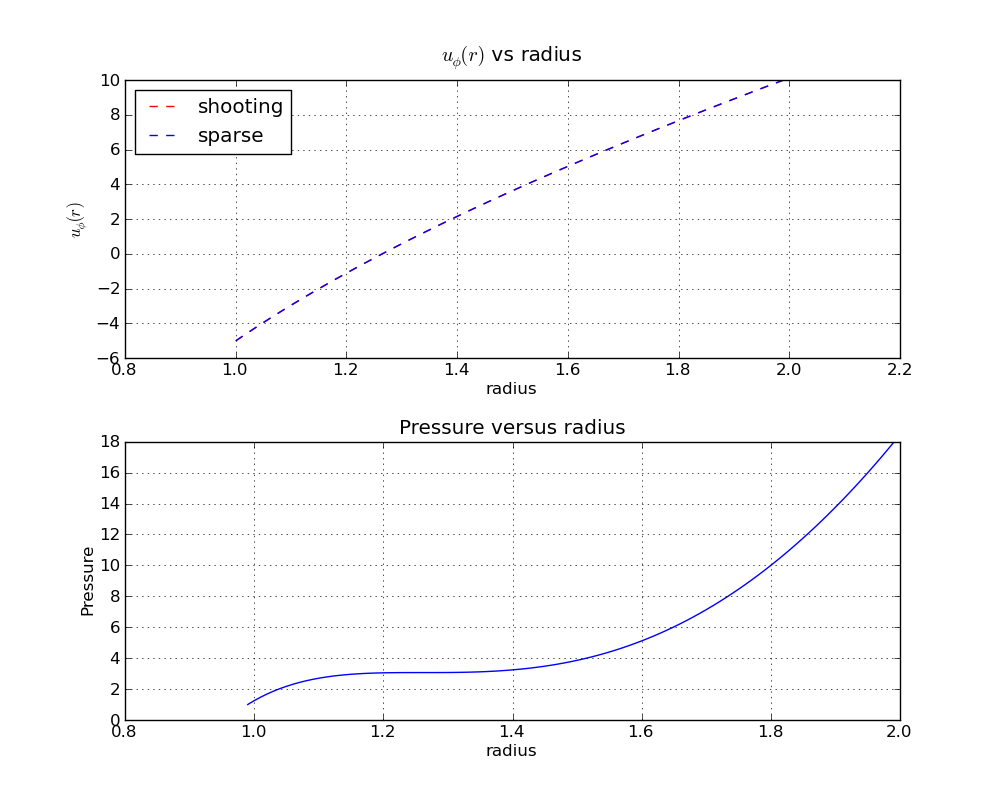 u_ϕ(r) vs radius
10
8
6
4
2
0
−2
−4
−6
shooting
sparse
u_ϕ(r)
0.8 1.0 1.2 1.4 1.6 1.8 2.0 2.2
radius
Pressure versus radius
18
16
14
12
10
8
6
4
2
0
Pressure
0.8 1.0 1.2 1.4 1.6 1.8 2.0
radius